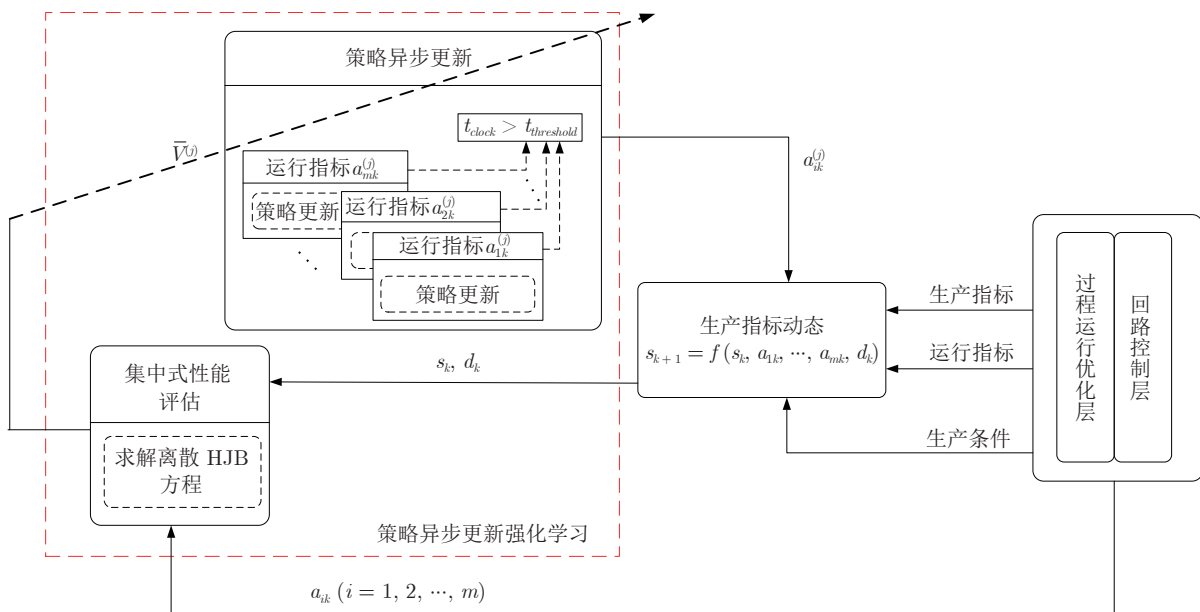 策略异步更新
t_{clock} > t_{threshold}
\bar{V}^{(j)}
运行指标 a_{mk}^{(j)}
策略更新
运行指标 a_{2k}^{(j)}
运行指标 a_{1k}^{(j)}
策略更新
a_{ik}^{(j)}
生产指标动态
s_{k+1} = f(s_k, a_{1k}, ⋯, a_{mk}, d_k)
生产指标
运行指标
生产条件
过程运行优化层
回路控制层
s_k, d_k
集中式性能
评估
求解离散 HJB
方程
策略异步更新强化学习
a_{ik} (i = 1, 2, ⋯, m)